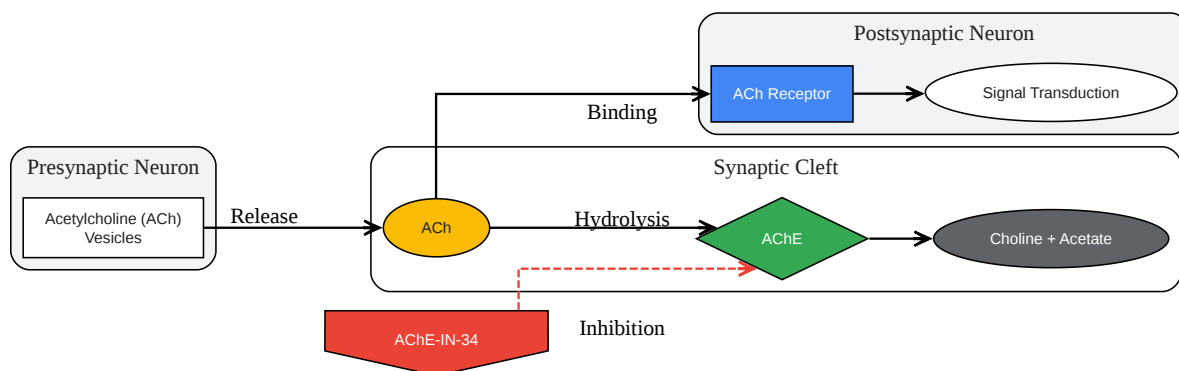 Postsynaptic Neuron
ACh Receptor
Signal Transduction
Binding
Presynaptic Neuron
Synaptic Cleft
Acetylcholine (ACh)
Vesicles
Release
ACh
Hydrolysis
AChE
Choline + Acetate
AChE-IN-34
Inhibition